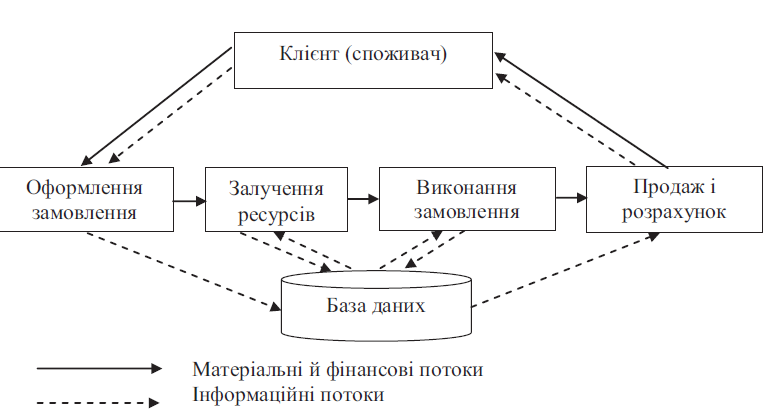 Клієнт (споживач)
Оформлення
замовлення
Залучення
ресурсів
Виконання
замовлення
Продаж і
розрахунок
База даних
Матеріальні й фінансові потоки
Інформаційні потоки